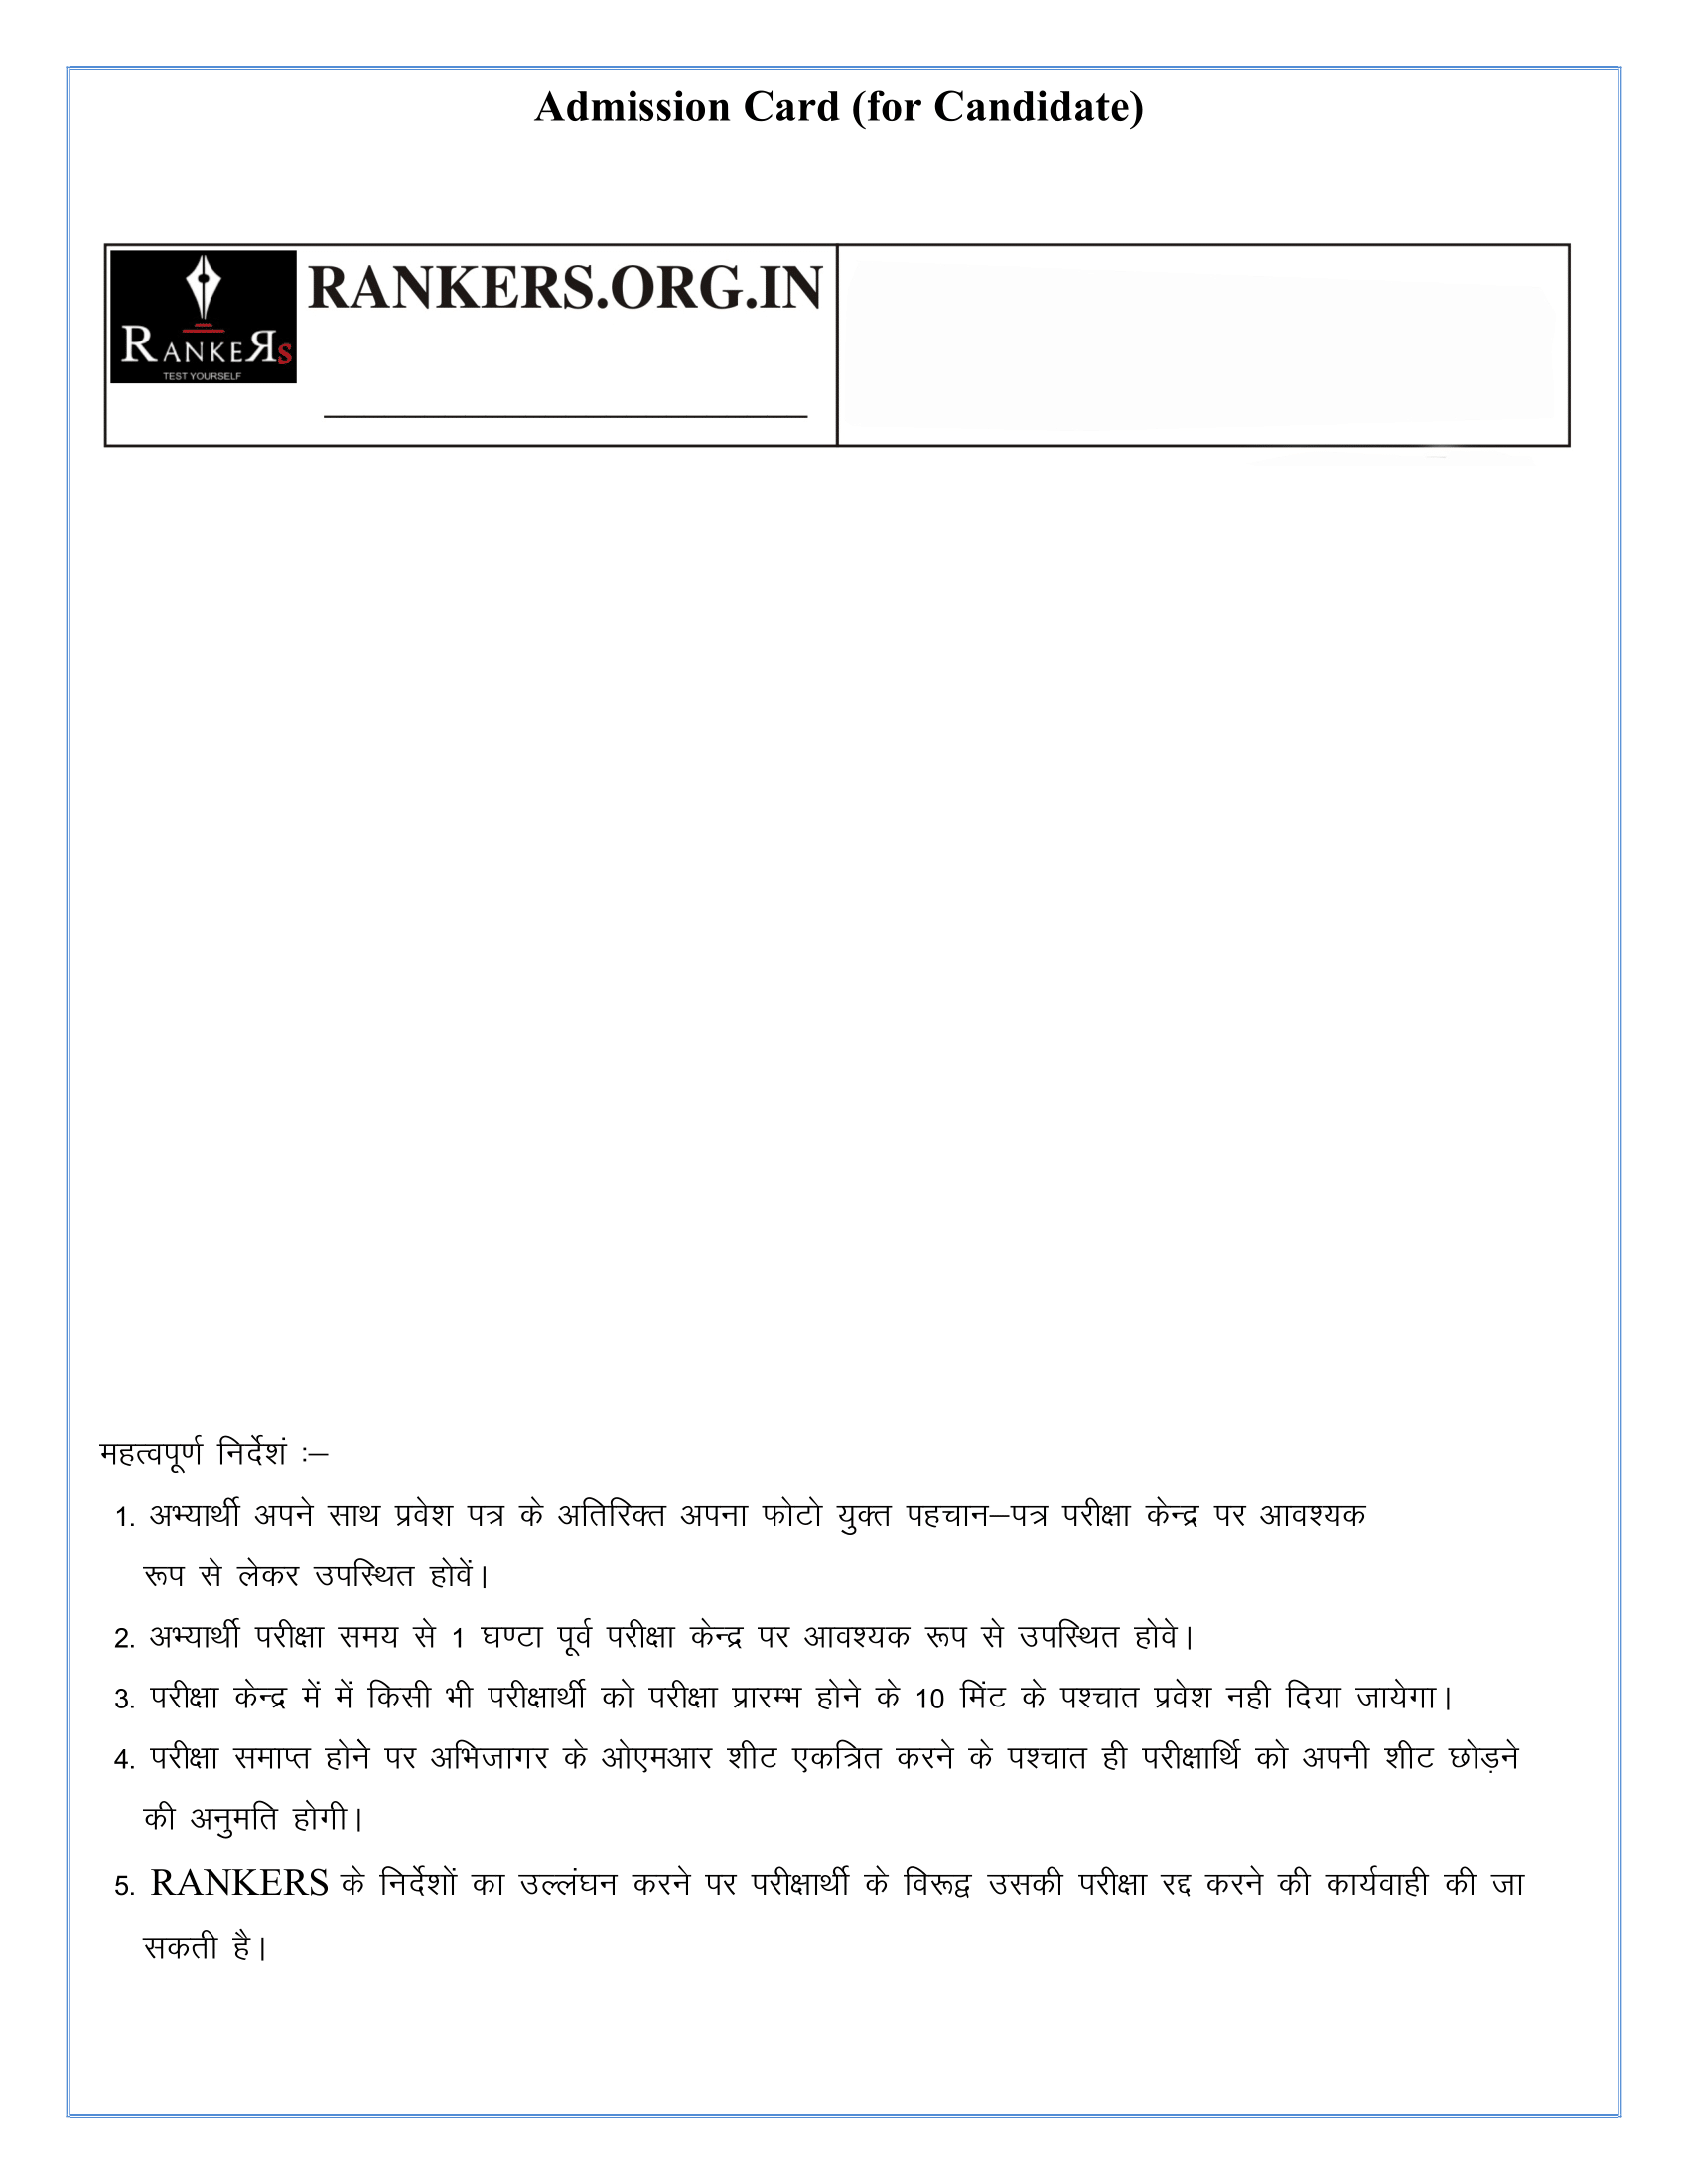 Admission Card (for Candidate)
RANKERS.ORG.IN
RANKERS
TEST YOURSELF
महत्वपूर्ण निर्देशं :–
1. अभ्यार्थी अपने साथ प्रवेश पत्र के अतिरिक्त अपना फोटो युक्त पहचान–पत्र परीक्षा केन्द्र पर आवश्यक
रूप से लेकर उपस्थित होवें।
2. अभ्यार्थी परीक्षा समय से 1 घण्टा पूर्व परीक्षा केन्द्र पर आवश्यक रूप से उपस्थित होवे।
3. परीक्षा केन्द्र में में किसी भी परीक्षार्थी को परीक्षा प्रारम्भ होने के 10 मिंट के पश्चात प्रवेश नही दिया जायेगा।
4. परीक्षा समाप्त होने पर अभिजागर के ओएमआर शीट एकत्रित करने के पश्चात ही परीक्षार्थि को अपनी शीट छोड़ने
की अनुमति होगी।
5. RANKERS के निर्देशों का उल्लंघन करने पर परीक्षार्थी के विरूद्व उसकी परीक्षा रद्द करने की कार्यवाही की जा
सकती है।